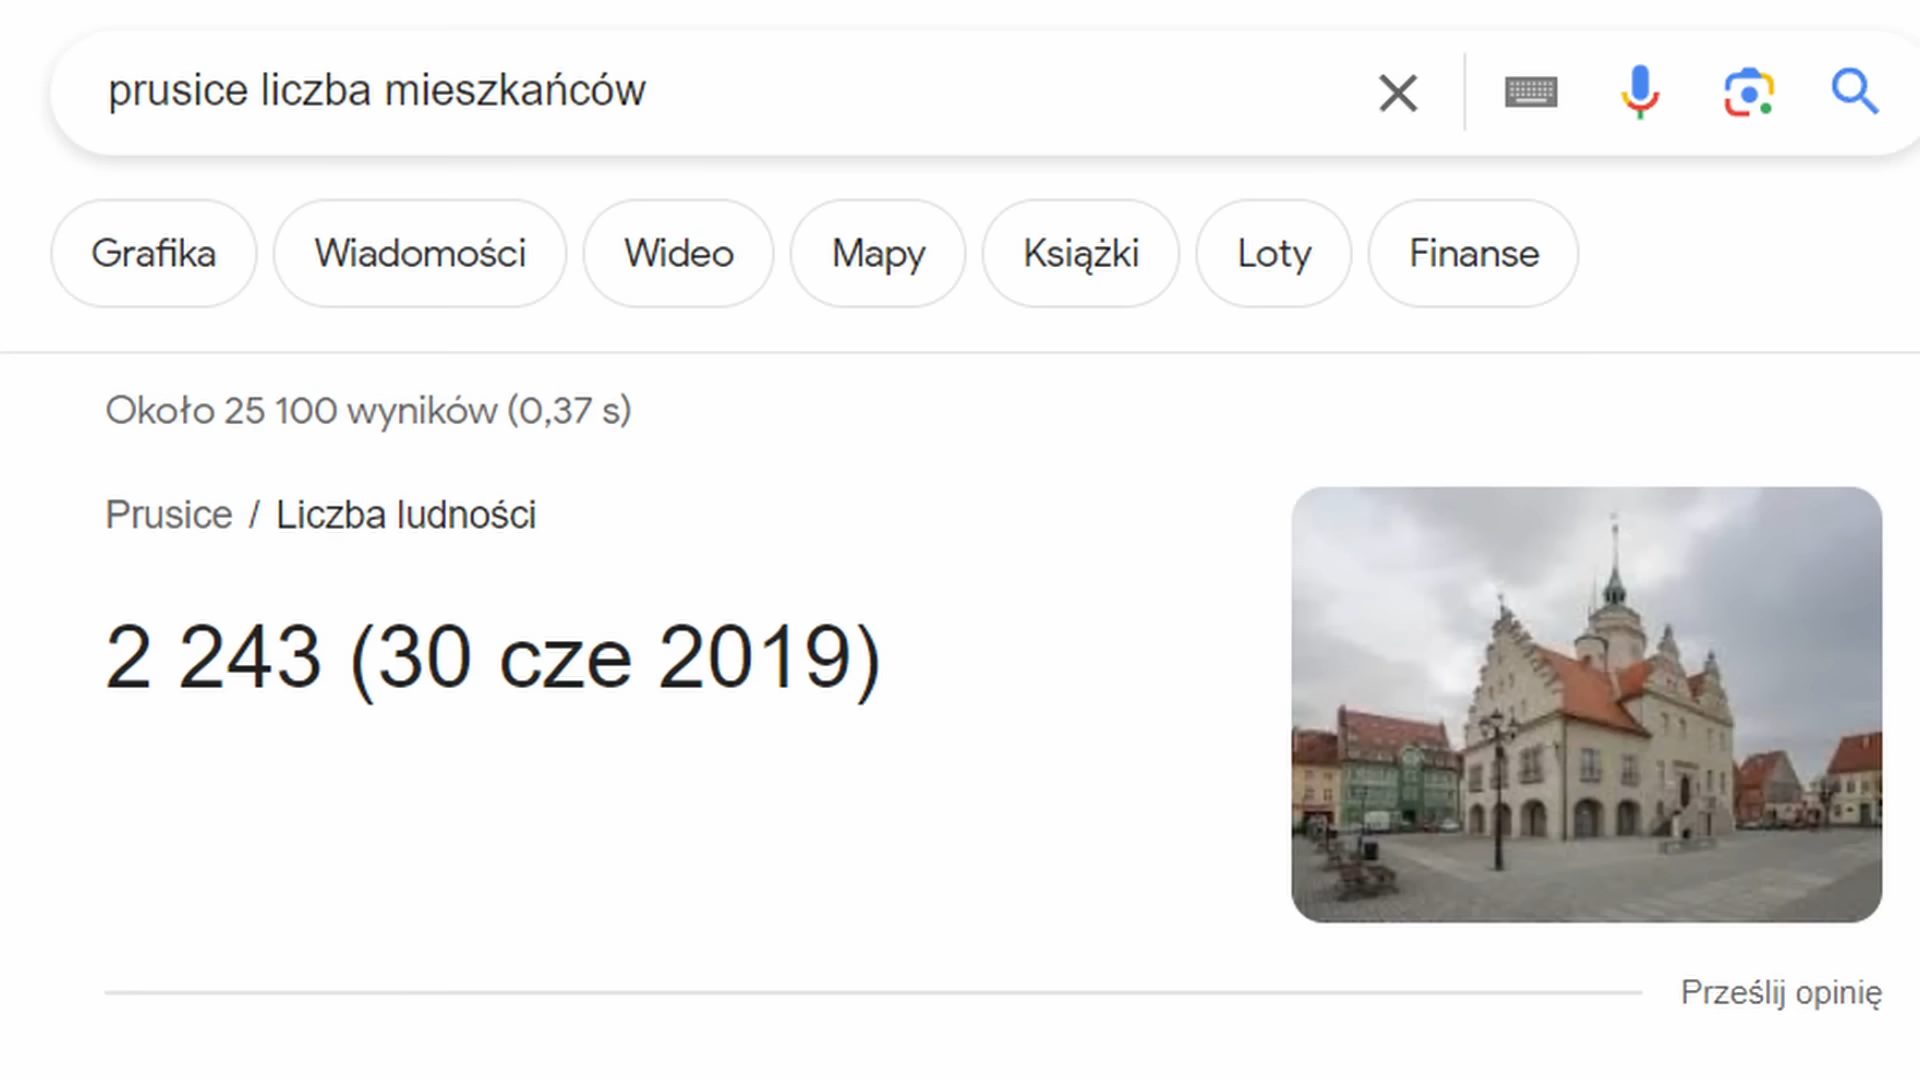 prusice liczba mieszkańców
Grafika Wiadomości Wideo Mapy Książki Loty Finanse
Około 25 100 wyników (0,37 s)
Prusice / Liczba ludności
2 243 (30 cze 2019)
Prześlij opinię